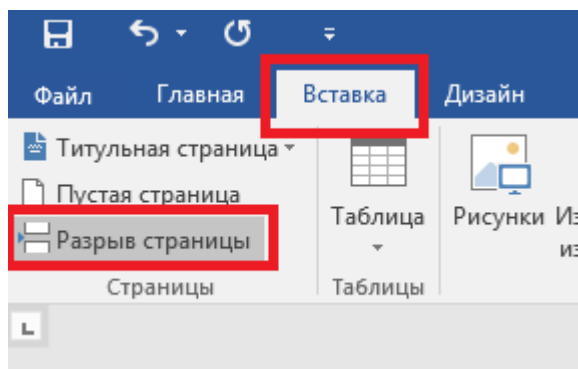 Файл Главная Вставка Дизайн
Титульная страница
Пустая страница
Разрыв страницы
Таблица
Рисунки
Страницы
Таблицы